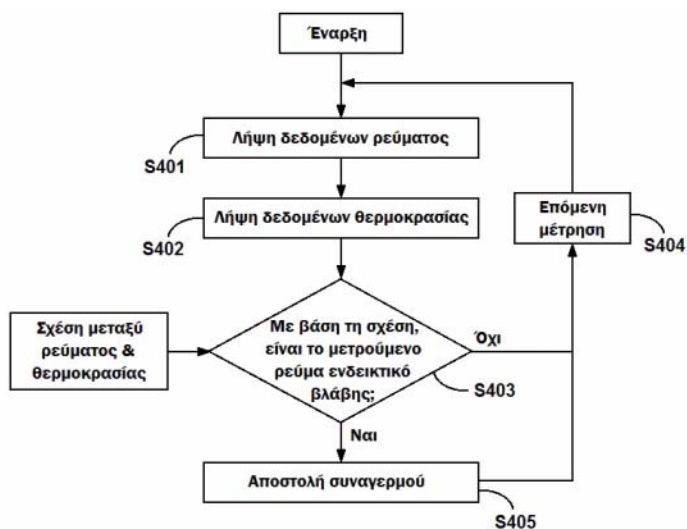 Έναρξη
Λήψη δεδομένων ρεύματος
S401
Λήψη δεδομένων θερμοκρασίας
S402
Επόμενη
μέτρηση
S404
Σχέση μεταξύ
ρεύματος &
θερμοκρασίας
Με βάση τη σχέση,
είναι το μετρούμενο
ρεύμα ενδεικτικό
βλάβης;
Όχι
S403
Ναι
Αποστολή συναγερμού
S405